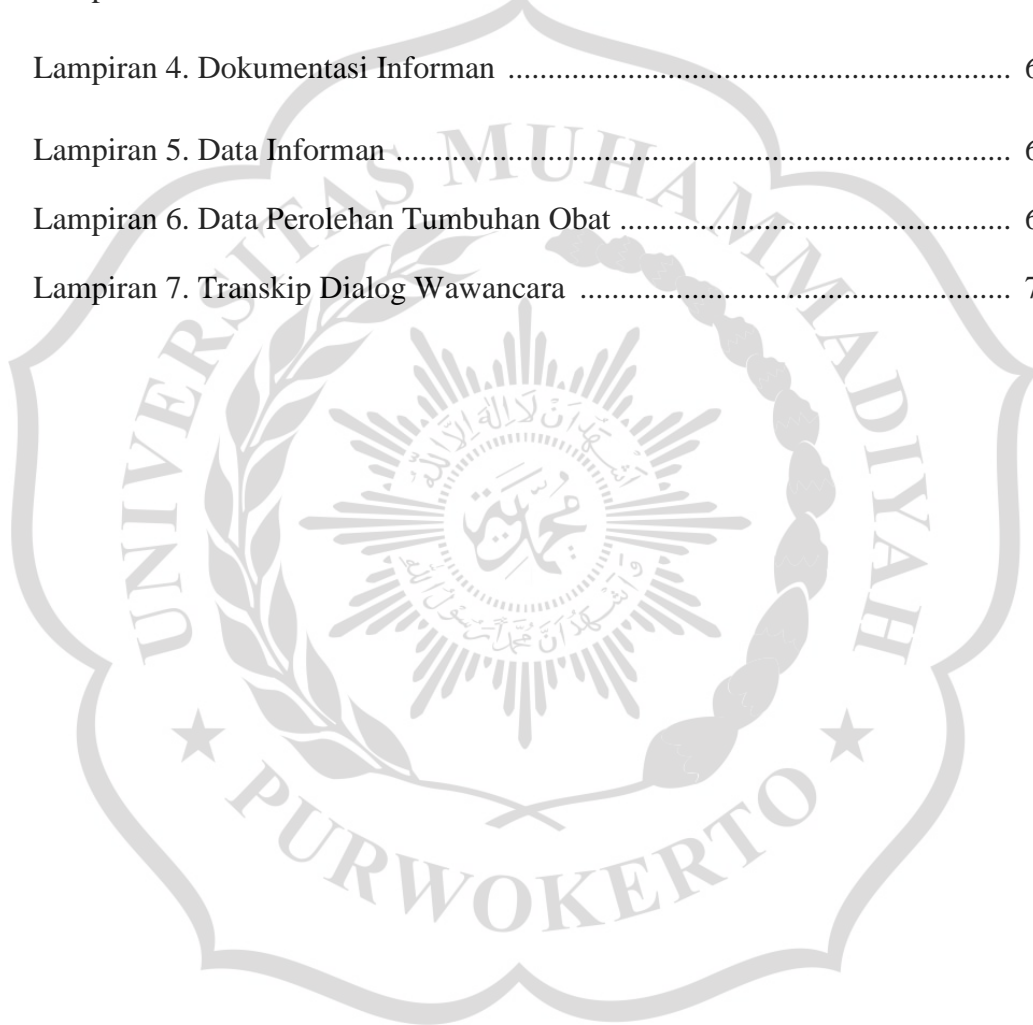 Lampiran 4. Dokumentasi Informan ............................................................... 6
Lampiran 5. Data Informan ............................................................................. 6
Lampiran 6. Data Perolehan Tumbuhan Obat ................................................. 6
Lampiran 7. Transkip Dialog Wawancara ...................................................... 7
UNIVERSITAS MUHAMMADIYAH
PURWOKERTO